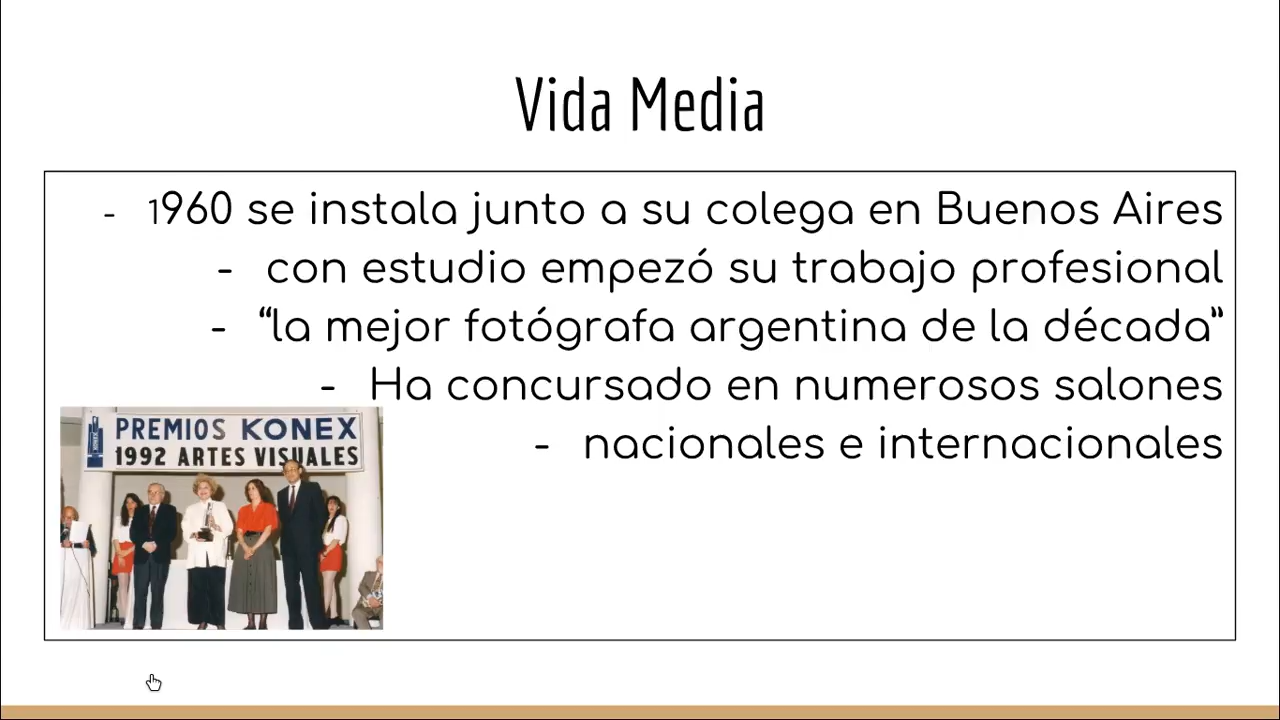 Vida Media
- 1960 se instala junto a su colega en Buenos Aires
- con estudio empezó su trabajo profesional
- “la mejor fotógrafa argentina de la década”
- Ha concursado en numerosos salones
- nacionales e internacionales
PREMIOS KONEX
1992 ARTES VISUALES
KONEX